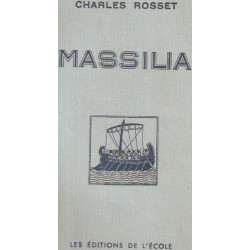 CHARLES ROSSET
MASSILIA
LES ÉDITIONS DE L'ÉCOLE